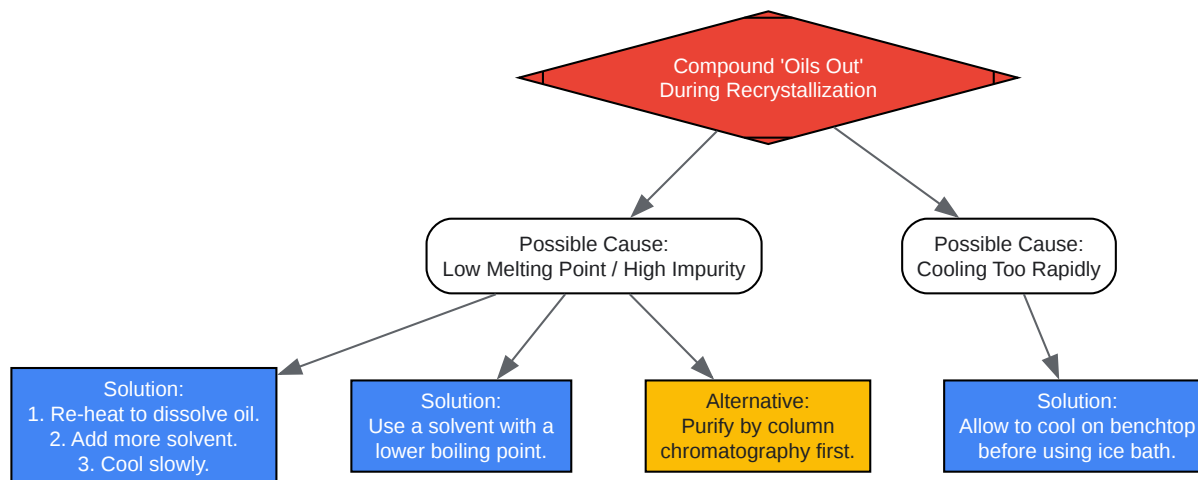 Compound 'Oils Out'
During Recrystallization
Possible Cause:
Low Melting Point / High Impurity
Possible Cause:
Cooling Too Rapidly
Solution:
1. Re-heat to dissolve oil.
2. Add more solvent.
3. Cool slowly.
Solution:
Use a solvent with a
lower boiling point.
Alternative:
Purify by column
chromatography first.
Solution:
Allow to cool on benchtop
before using ice bath.